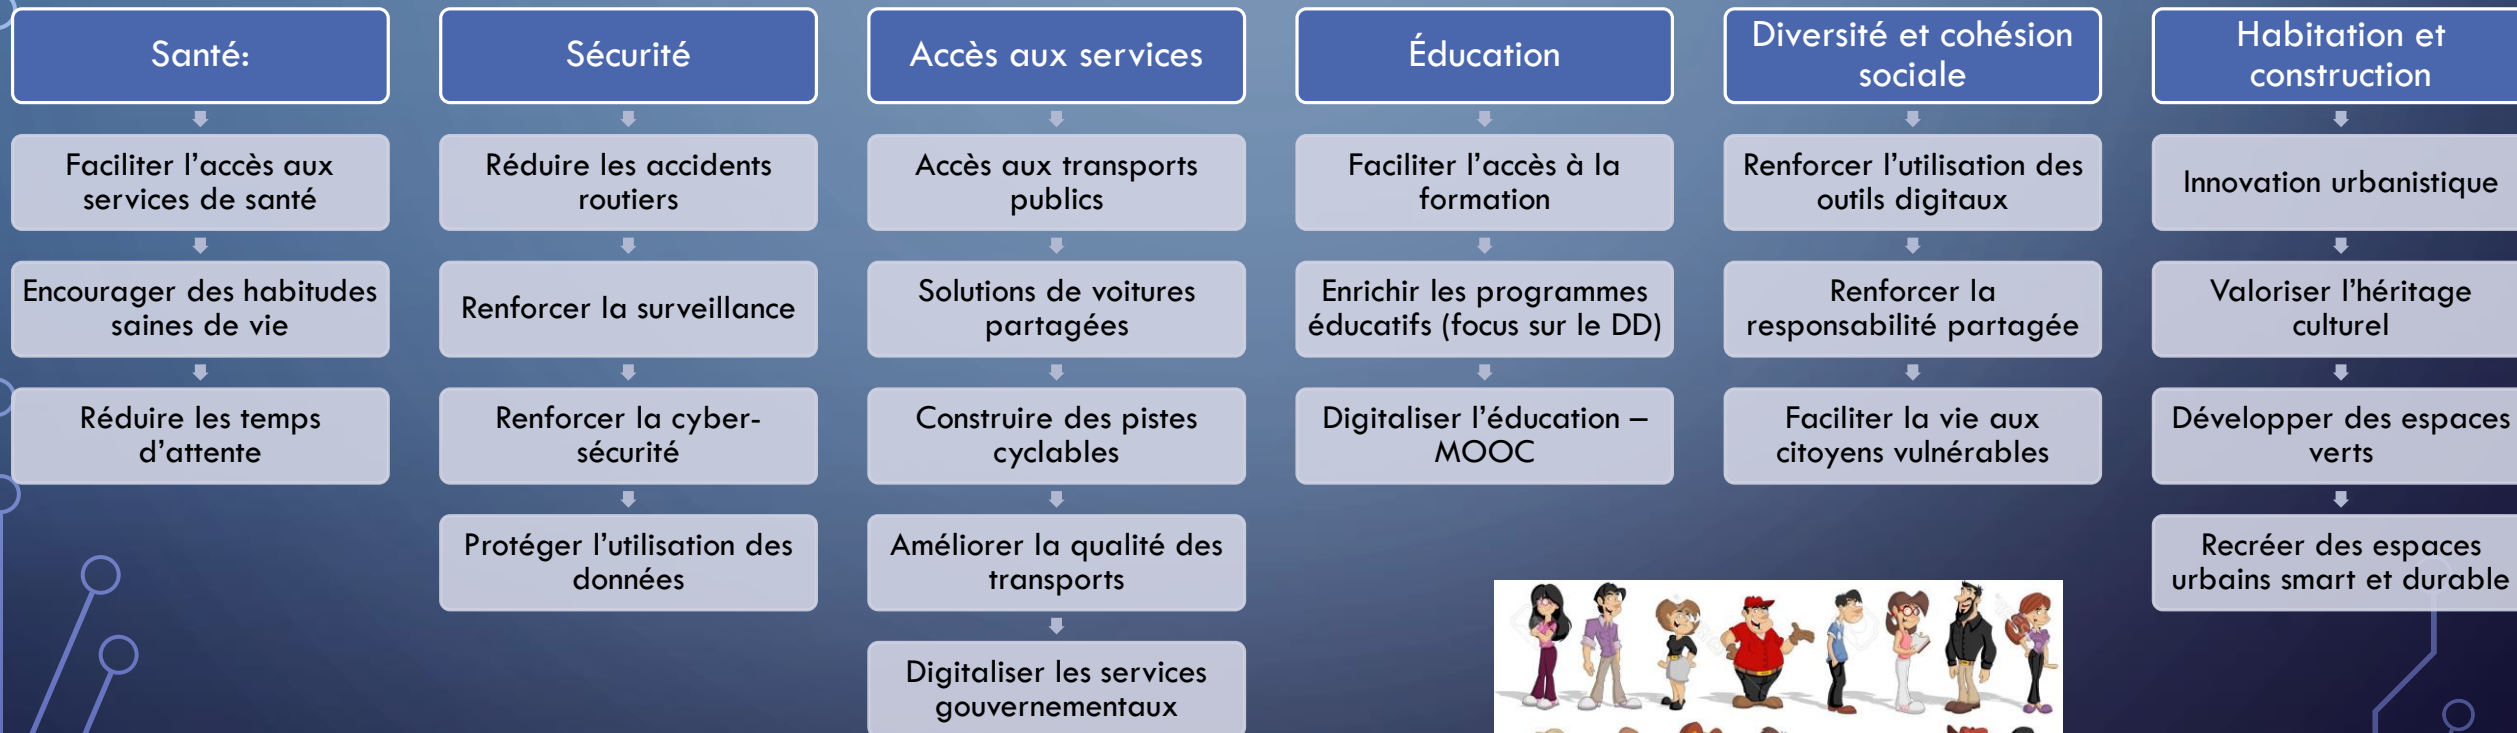 Santé:
Faciliter l’accès aux
services de santé
Encourager des habitudes
saines de vie
Réduire les temps
d’attente
Sécurité
Réduire les accidents
routiers
Renforcer la surveillance
Renforcer la cyber-
sécurité
Protéger l’utilisation des
données
Accès aux services
Accès aux transports
publics
Solutions de voitures
partagées
Construire des pistes
cyclables
Améliorer la qualité des
transports
Digitaliser les services
gouvernementaux
Éducation
Faciliter l’accès à la
formation
Enrichir les programmes
éducatifs (focus sur le DD)
Digitaliser l’éducation –
MOOC
Diversité et cohésion
sociale
Renforcer l’utilisation des
outils digitaux
Renforcer la
responsabilité partagée
Faciliter la vie aux
citoyens vulnérables
Habitation et
construction
Innovation urbanistique
Valoriser l’héritage
culturel
Développer des espaces
verts
Recréer des espaces
urbains smart et durable